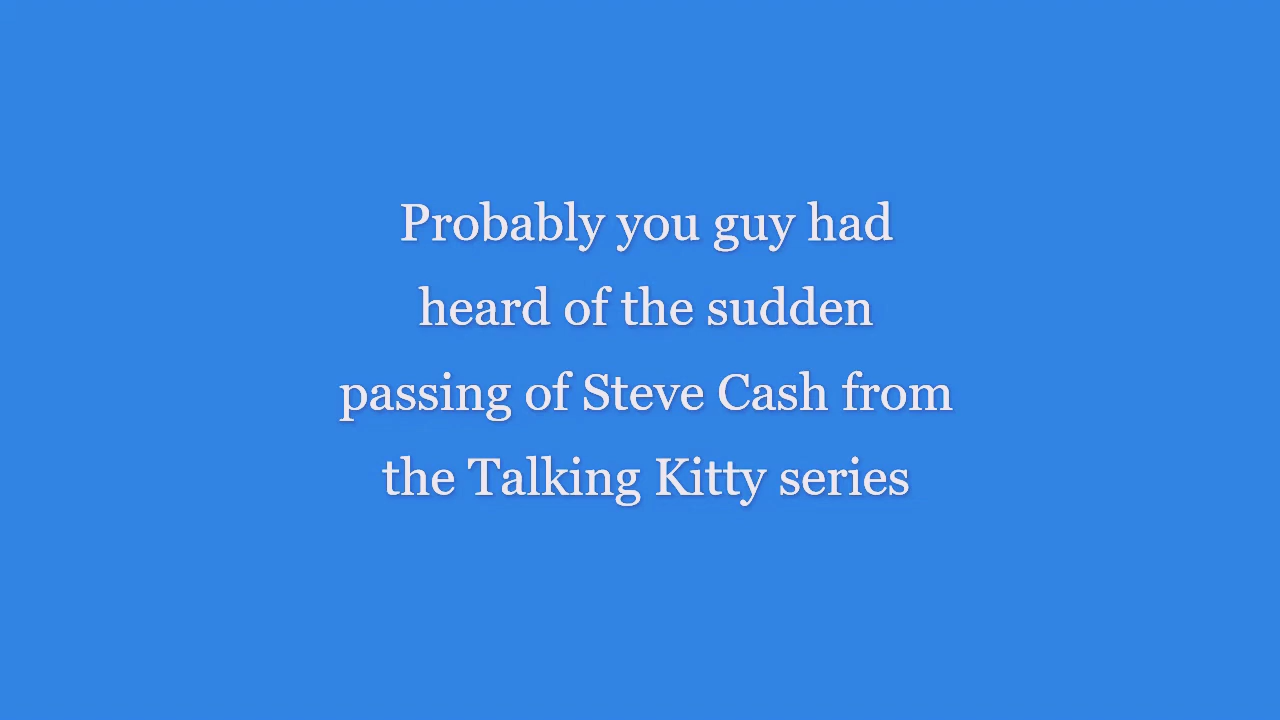 Probably you guy had
heard of the sudden
passing of Steve Cash from
the Talking Kitty series